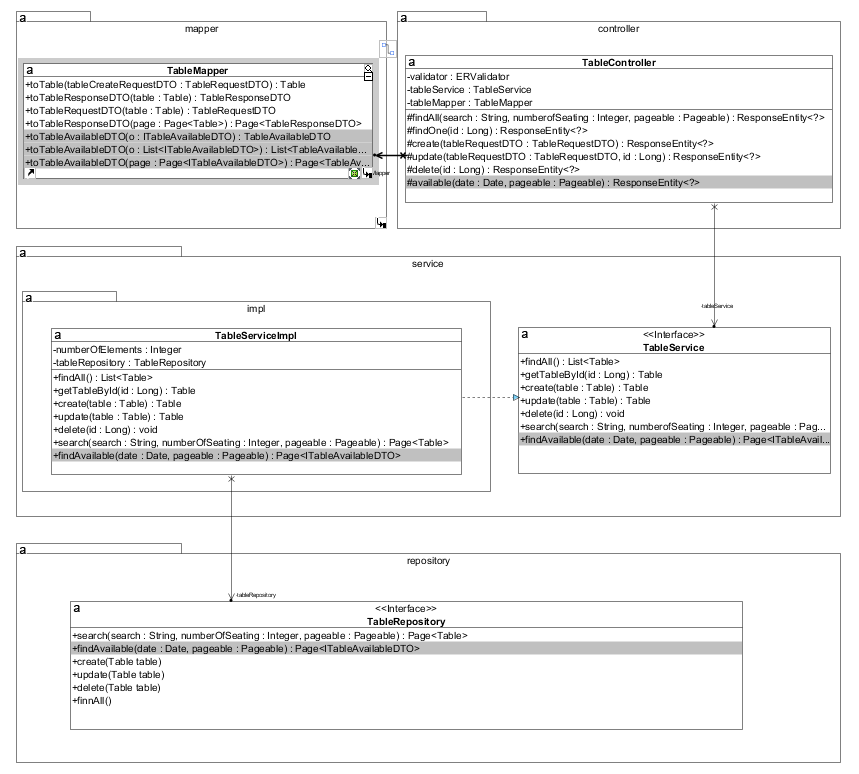 a
mapper
a
TableMapper
+toTable(tableCreateRequestDTO : TableRequestDTO) : Table
+toTableResponseDTO(table : Table) : TableResponseDTO
+toTableRequestDTO(table : Table) : TableRequestDTO
+toTableResponseDTO(page : Page<Table>) : Page<TableResponseDTO>
+toTableAvailableDTO(o : ITableAvailableDTO) : TableAvailableDTO
+toTableAvailableDTO(o : List<ITableAvailableDTO>) : List<TableAvailable...
+toTableAvailableDTO(page : Page<ITableAvailableDTO>) : Page<TableAv...
a
controller
a
TableController
-validator : ERValidator
-tableService : TableService
-tableMapper : TableMapper
#findAll(search : String, numberofSeating : Integer, pageable : Pageable) : ResponseEntity<?>
#findOne(id : Long) : ResponseEntity<?>
#create(tableRequestDTO : TableRequestDTO) : ResponseEntity<?>
#update(tableRequestDTO : TableRequestDTO, id : Long) : ResponseEntity<?>
#delete(id : Long) : ResponseEntity<?>
#available(date : Date, pageable : Pageable) : ResponseEntity<?>
-tableService
a
service
a
impl
a
TableServiceImpl
-numberOfElements : Integer
-tableRepository : TableRepository
+findAll() : List<Table>
+getTableById(id : Long) : Table
+create(table : Table) : Table
+update(table : Table) : Table
+delete(id : Long) : void
+search(search : String, numberOfSeating : Integer, pageable : Pageable) : Page<Table>
+findAvailable(date : Date, pageable : Pageable) : Page<ITableAvailableDTO>
a
<<Interface>>
TableService
+findAll() : List<Table>
+getTableById(id : Long) : Table
+create(table : Table) : Table
+update(table : Table) : Table
+delete(id : Long) : void
+search(search : String, numberofSeating : Integer, pageable : Pag...
+findAvailable(date : Date, pageable : Pageable) : Page<ITableAvail...
a
repository
-tableRepository
a
<<Interface>>
TableRepository
+search(search : String, numberOfSeating : Integer, pageable : Pageable) : Page<Table>
+findAvailable(date : Date, pageable : Pageable) : Page<ITableAvailableDTO>
+create(Table table)
+update(Table table)
+delete(Table table)
+finnAll()